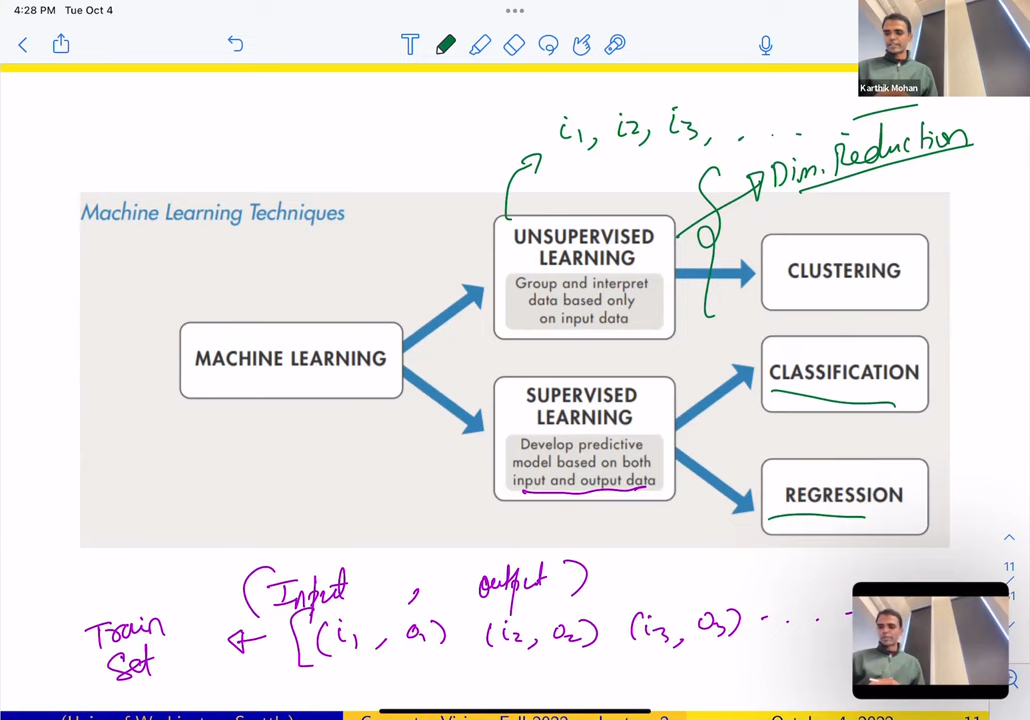 4:28 PM Tue Oct 4
Karthik Mohan
i1, i2, i3, . . . .
Dim. Reduction
Machine Learning Techniques
UNSUPERVISED
LEARNING
Group and interpret
data based only
on input data
CLUSTERING
MACHINE LEARNING
CLASSIFICATION
SUPERVISED
LEARNING
Develop predictive
model based on both
input and output data
REGRESSION
(Input , output)
Train
Set
[(i1, o1) (i2, o2) (i3, o3) . . . .
11
11